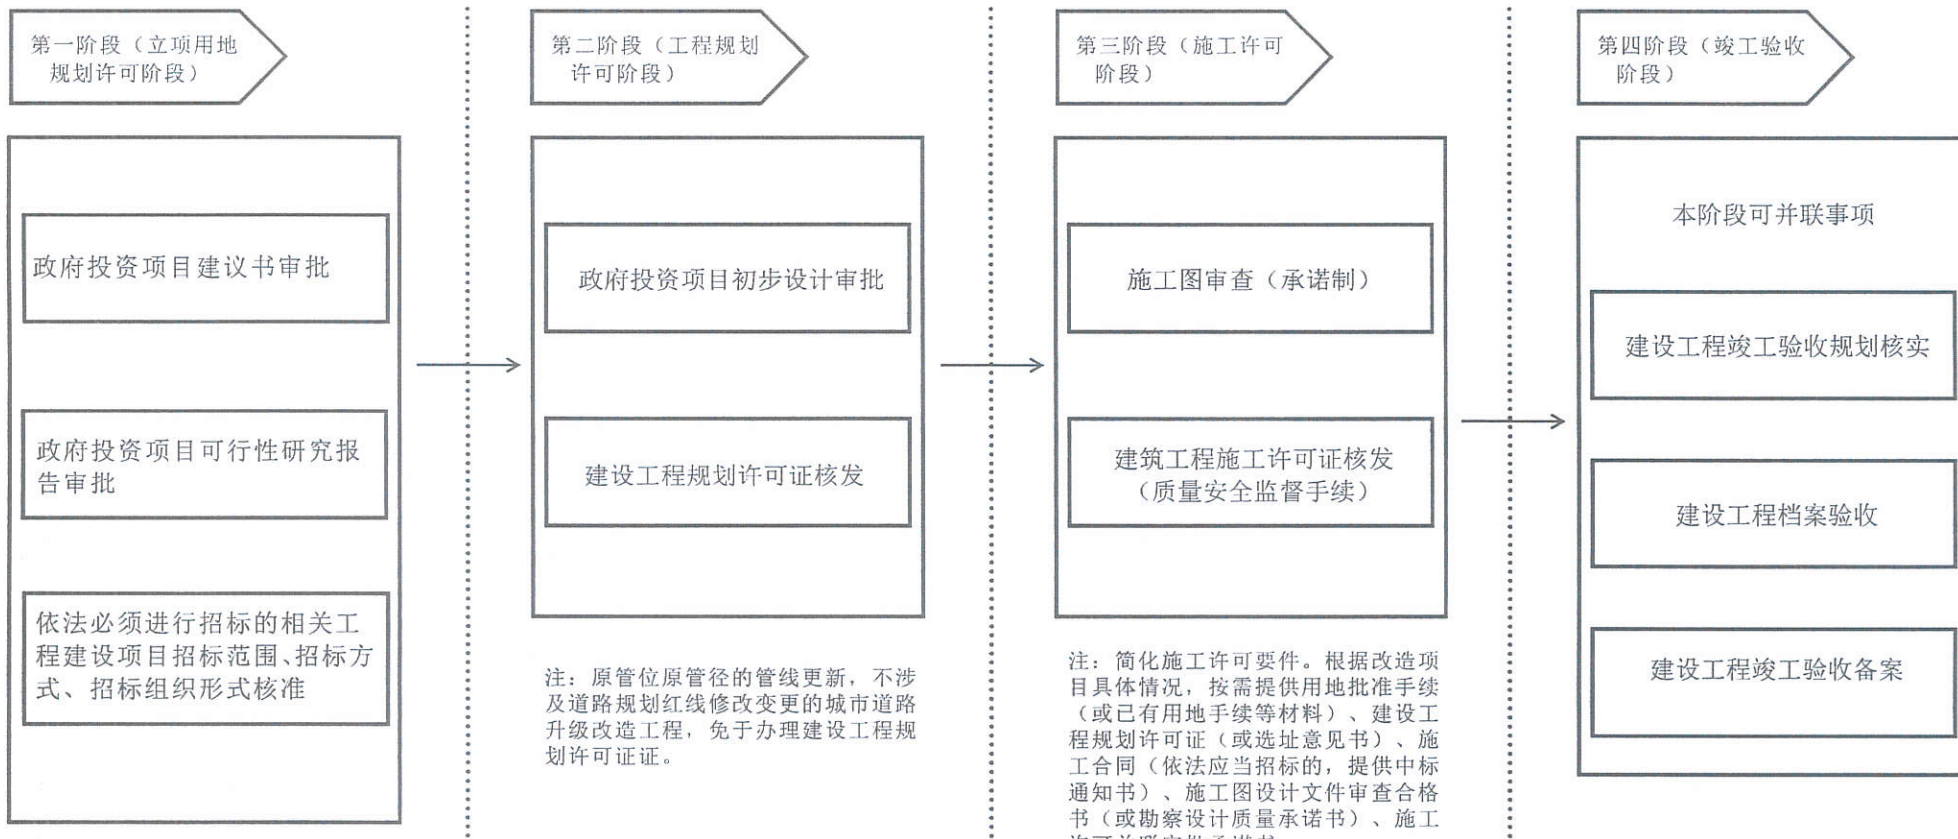 第一阶段（立项用地
规划许可阶段）
政府投资项目建议书审批
政府投资项目可行性研究报
告审批
依法必须进行招标的相关工
程建设项目招标范围、招标方
式、招标组织形式核准
第二阶段（工程规划
许可阶段）
政府投资项目初步设计审批
建设工程规划许可证核发
注：原管位原管径的管线更新，不涉
及道路规划红线修改变更的城市道路
升级改造工程，免于办理建设工程规
划许可证证。
第三阶段（施工许可
阶段）
施工图审查（承诺制）
建筑工程施工许可证核发
（质量安全监督手续）
注：简化施工许可要件。根据改造项
目具体情况，按需提供用地批准手续
（或已有用地手续等材料）、建设工
程规划许可证（或选址意见书）、施
工合同（依法应当招标的，提供中标
通知书）、施工图设计文件审查合格
书（或勘察设计质量承诺书）、施工
第四阶段（竣工验收
阶段）
本阶段可并联事项
建设工程竣工验收规划核实
建设工程档案验收
建设工程竣工验收备案